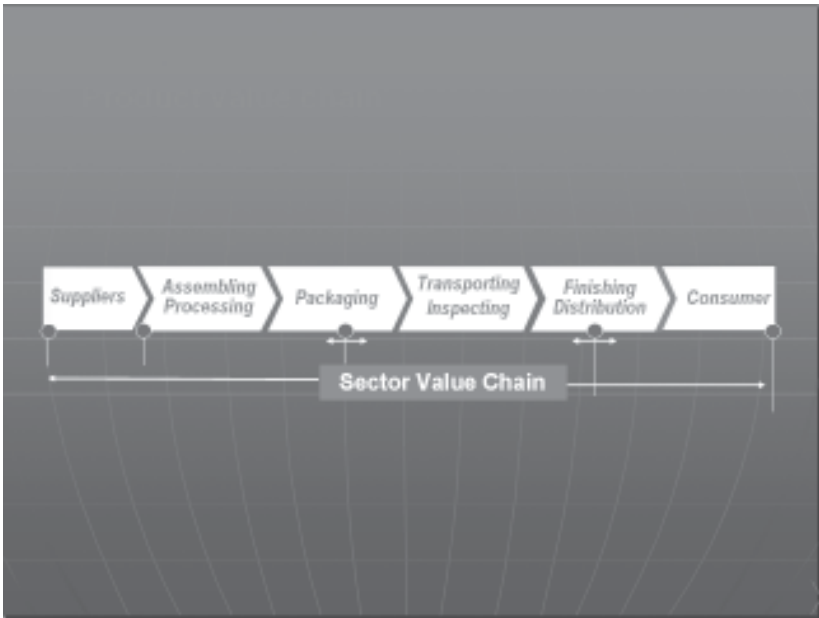 Suppliers
Assembling
Processing
Packaging
Transporting
Inspecting
Finishing
Distribution
Consumer
Sector Value Chain